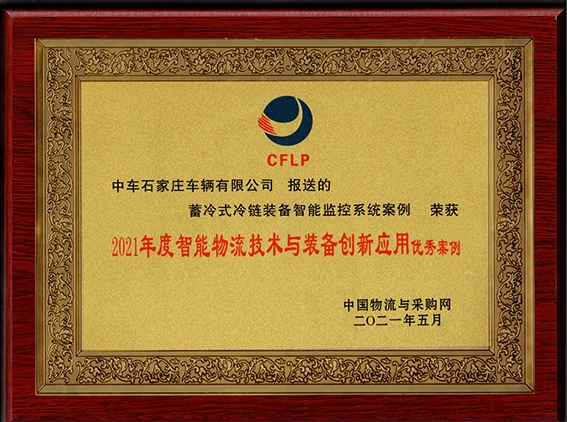 CFLP
中车石家庄车辆有限公司 报送的
蓄冷式冷链装备智能监控系统案例 荣获
2021年度智能物流技术与装备创新应用优秀案例
中国物流与采购网
二〇二一年五月